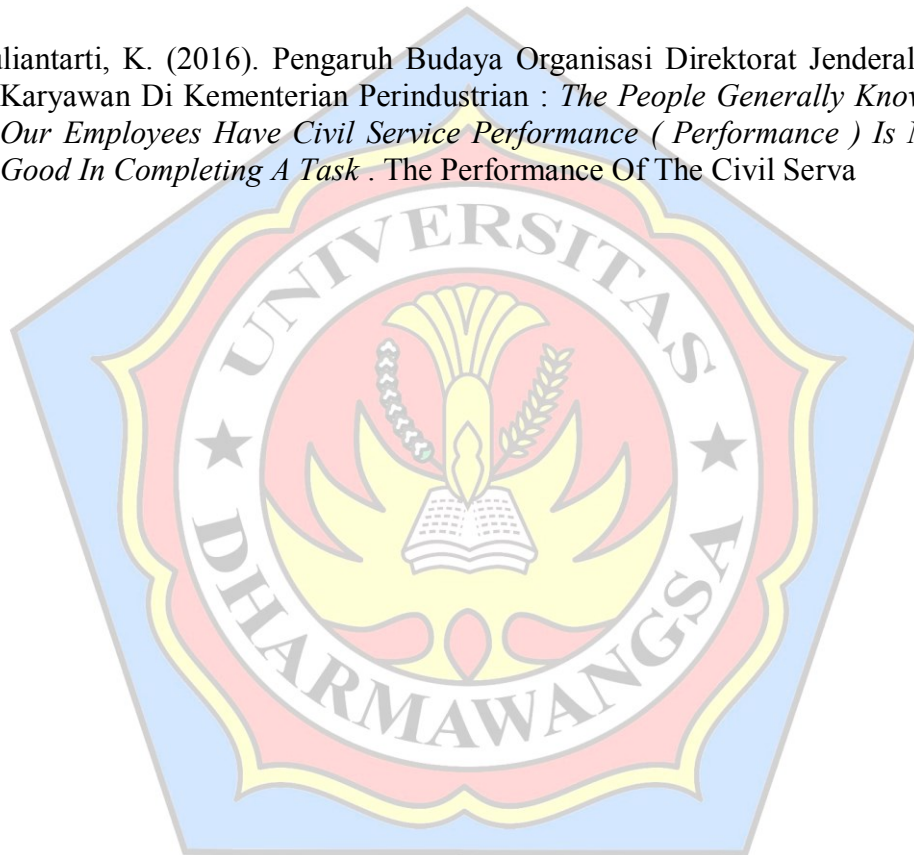 uliantarti, K. (2016). Pengaruh Budaya Organisasi Direktorat Jenderal
Karyawan Di Kementerian Perindustrian : The People Generally Know
Our Employees Have Civil Service Performance ( Performance ) Is N
Good In Completing A Task . The Performance Of The Civil Serva
UNIVERSITAS
DHARMAWANGSA